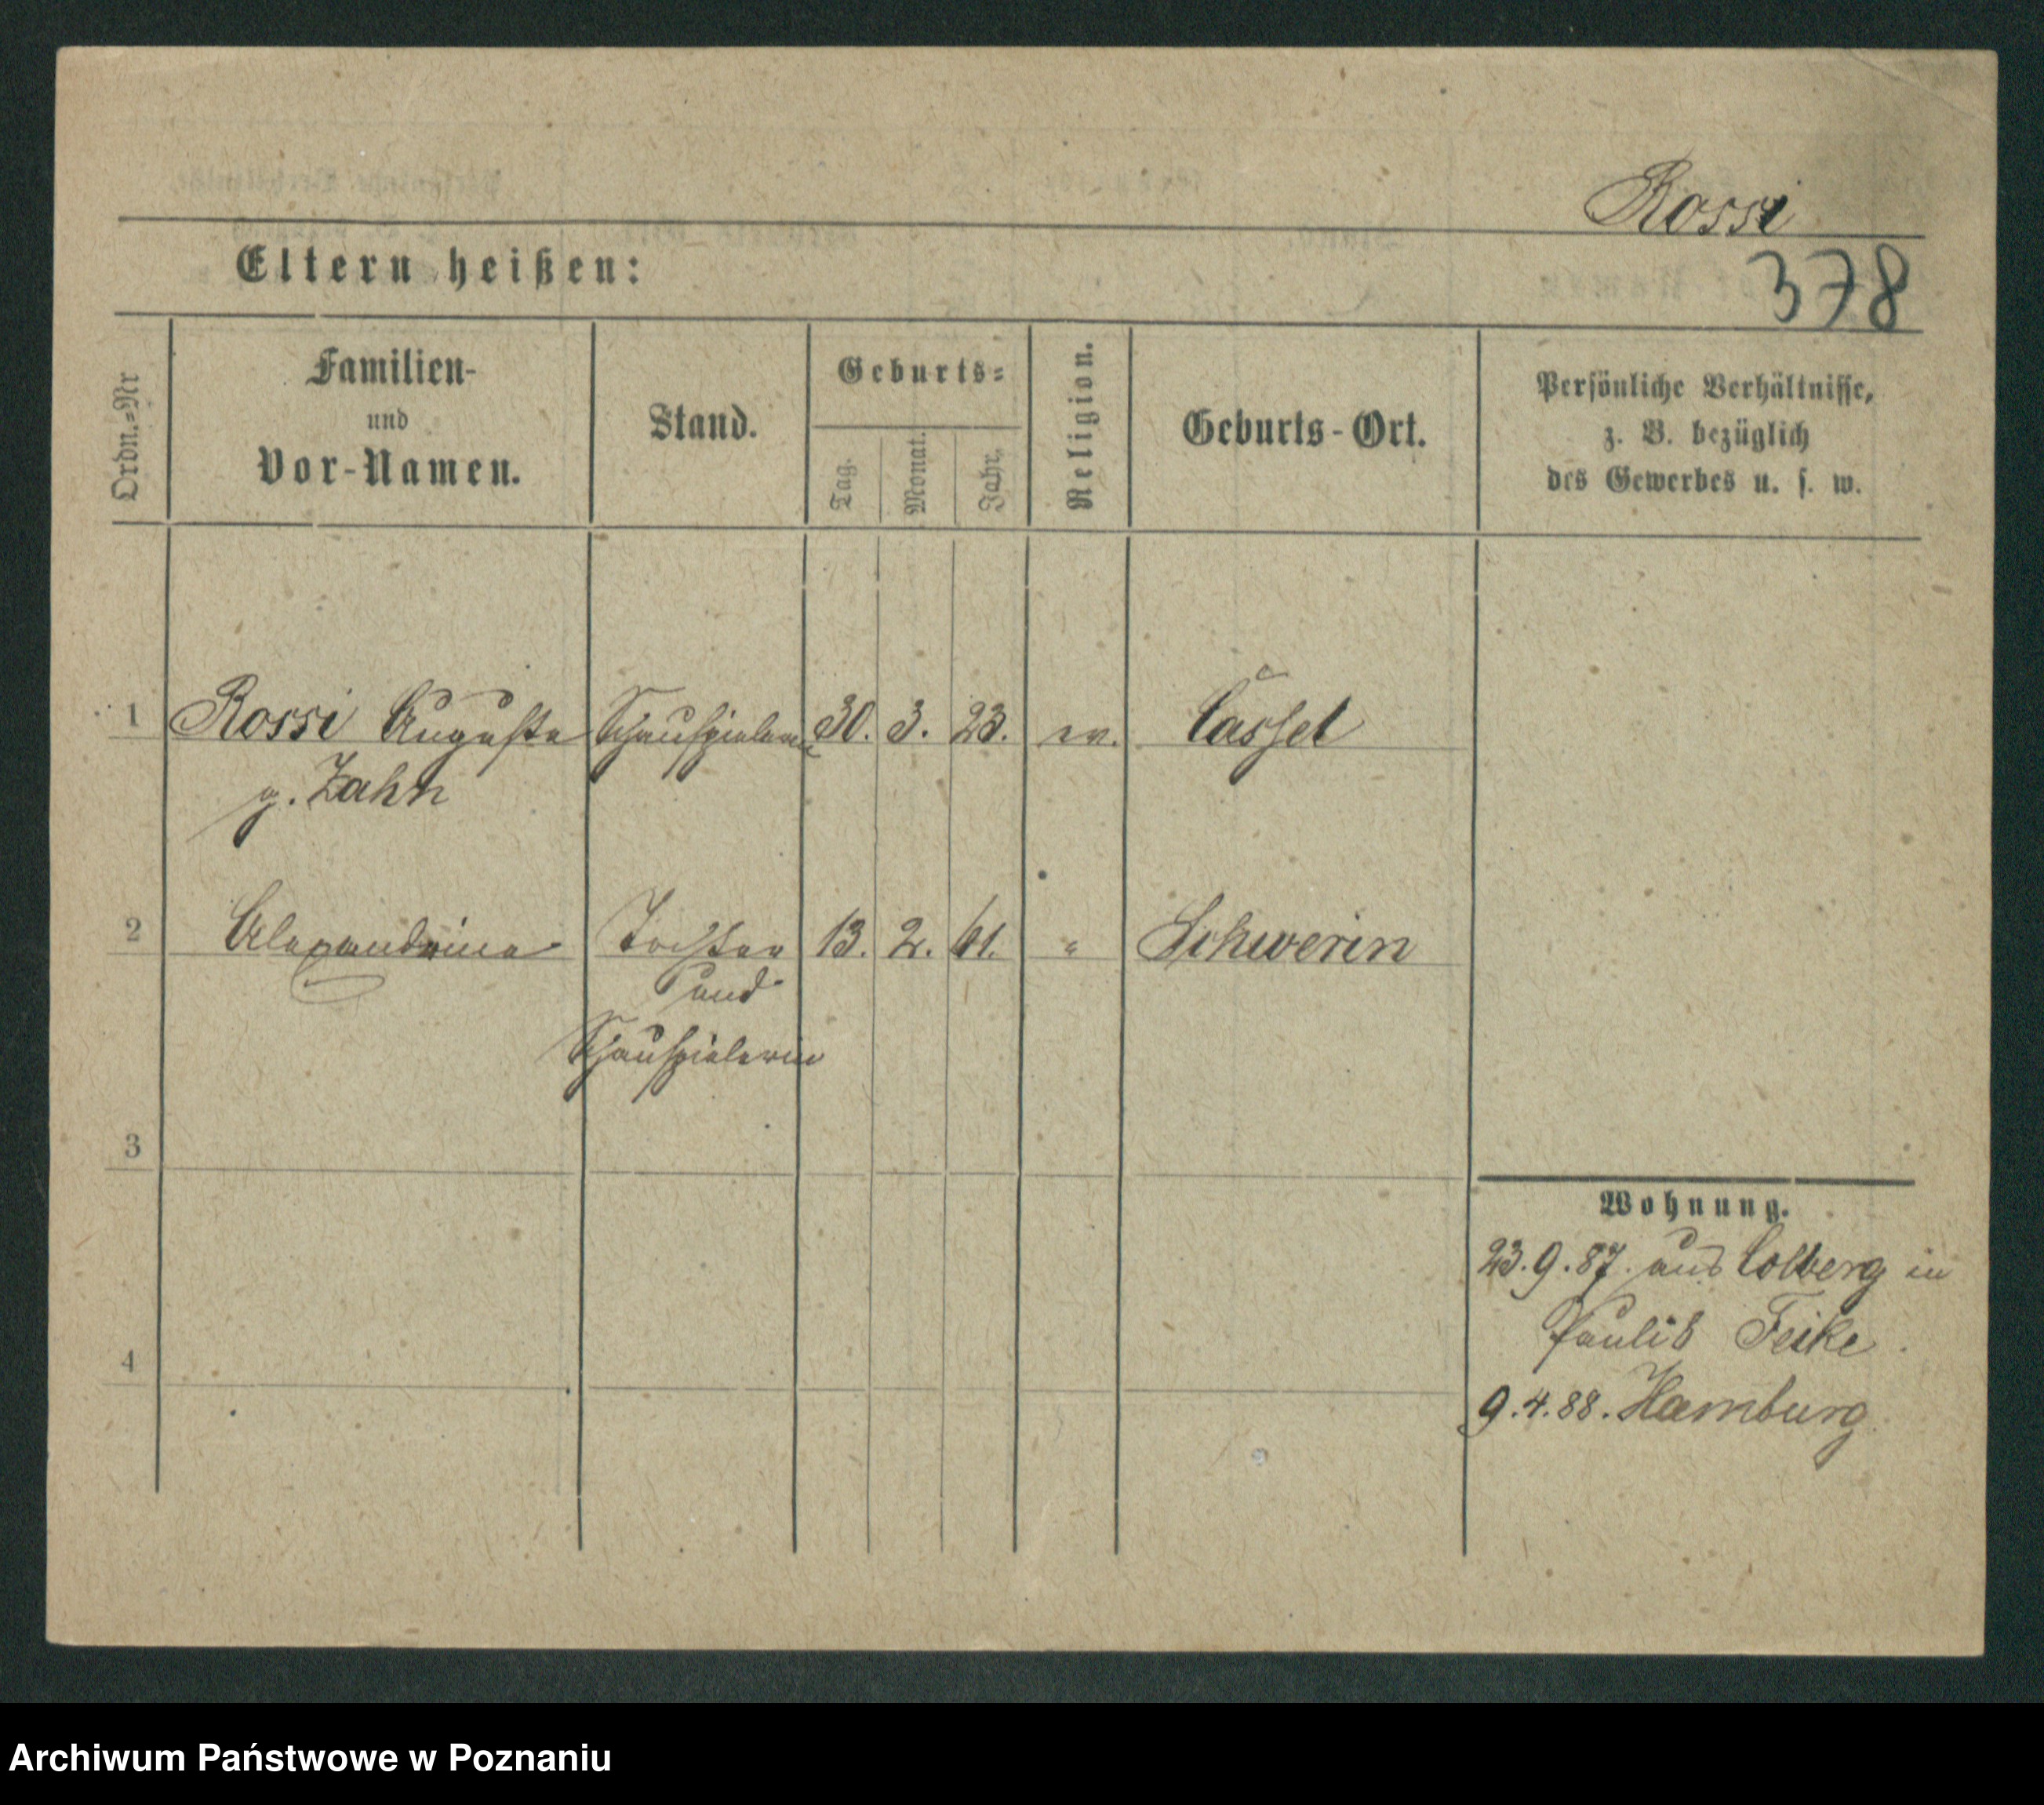 Rossi
378
Eltern heißen:
Ordn.-Nr
Familien-
und
Vor-Namen.
Stand.
Geburts-
Tag.
Monat.
Jahr.
Religion.
Geburts-Ort.
Persönliche Verhältnisse,
z. B. bezüglich
des Gewerbes u. s. w.
1 Rossi Auguste Schauspielerin 30. 3. 23. ev. Cassel
g. Zahn
2 Alexandrine Tochter 13. 2. 61. " Schwerin
und
Schauspielerin
3
4
Wohnung.
23.9.87. aus Colberg in
Feike
9.4.88. Hamburg
Archiwum Państwowe w Poznaniu